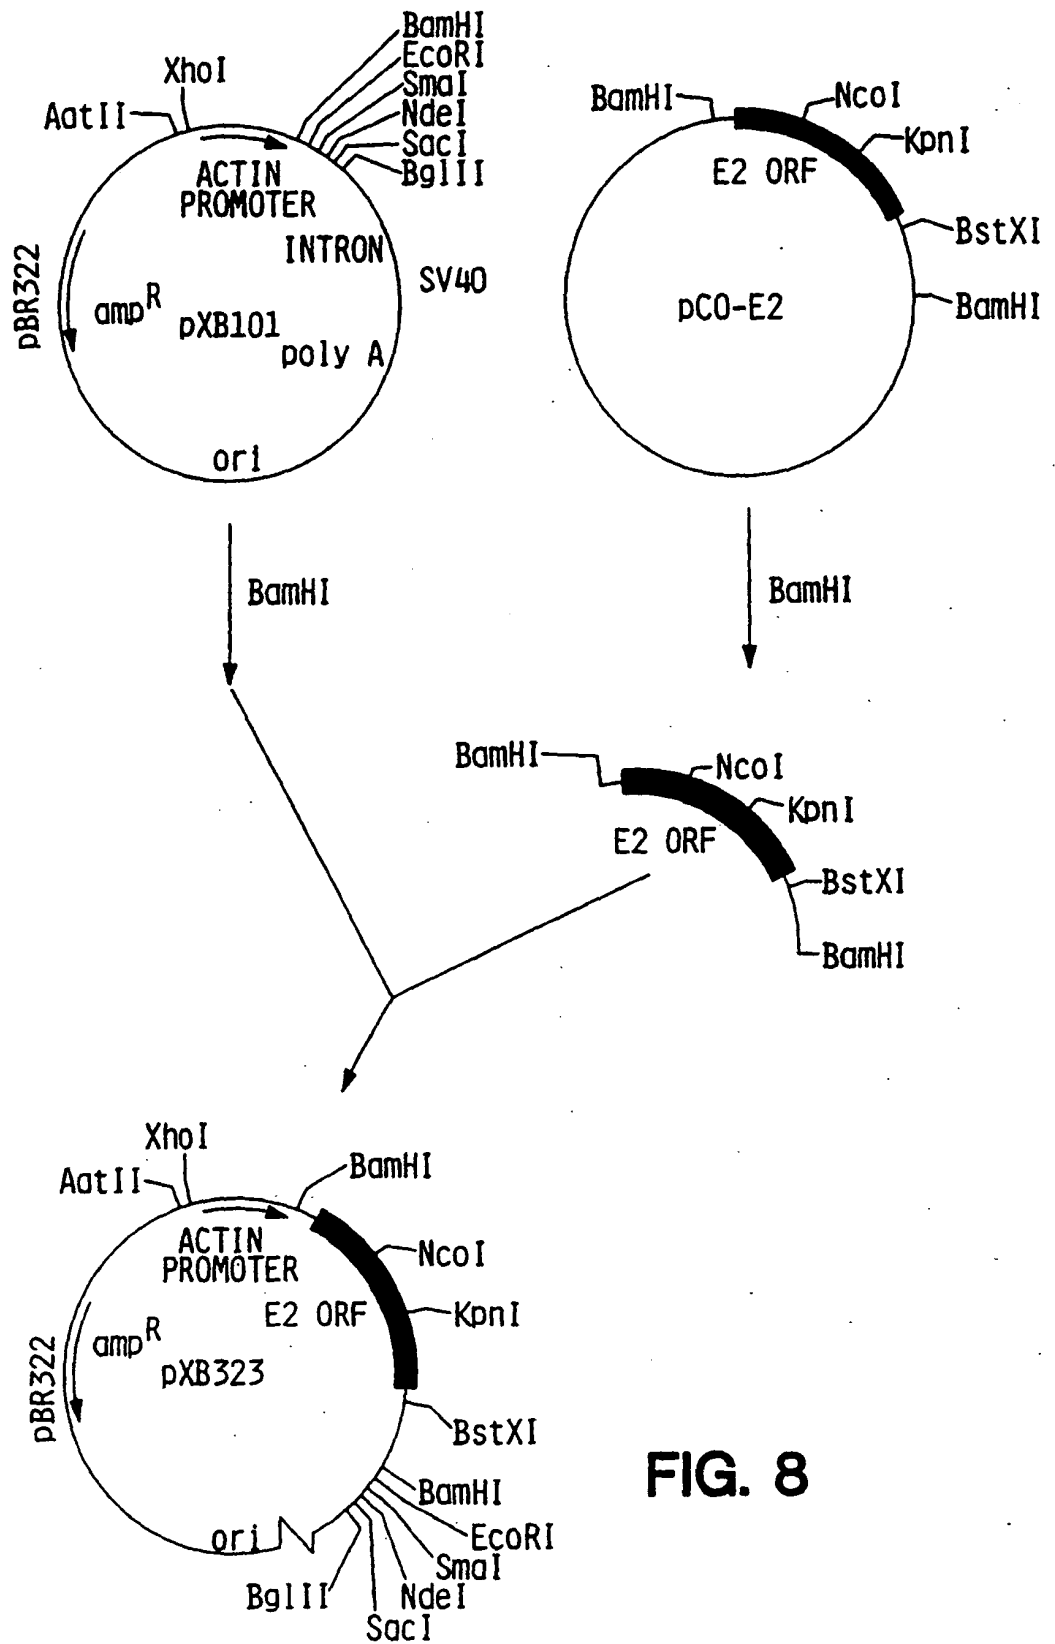 BamHI
EcoRI
SmaI
NdeI
SacI
BglII
XhoI
AatII
ACTIN
PROMOTER
INTRON
SV40
pBR322
ampR
pXB101
poly A
ori
BamHI
NcoI
KpnI
E2 ORF
BstXI
BamHI
pCO-E2
BamHI
BamHI
BamHI
NcoI
KpnI
E2 ORF
BstXI
BamHI
XhoI
AatII
BamHI
ACTIN
PROMOTER
NcoI
E2 ORF
KpnI
pBR322
ampR
pXB323
BstXI
BamHI
EcoRI
SmaI
NdeI
SacI
BglII
ori
FIG. 8